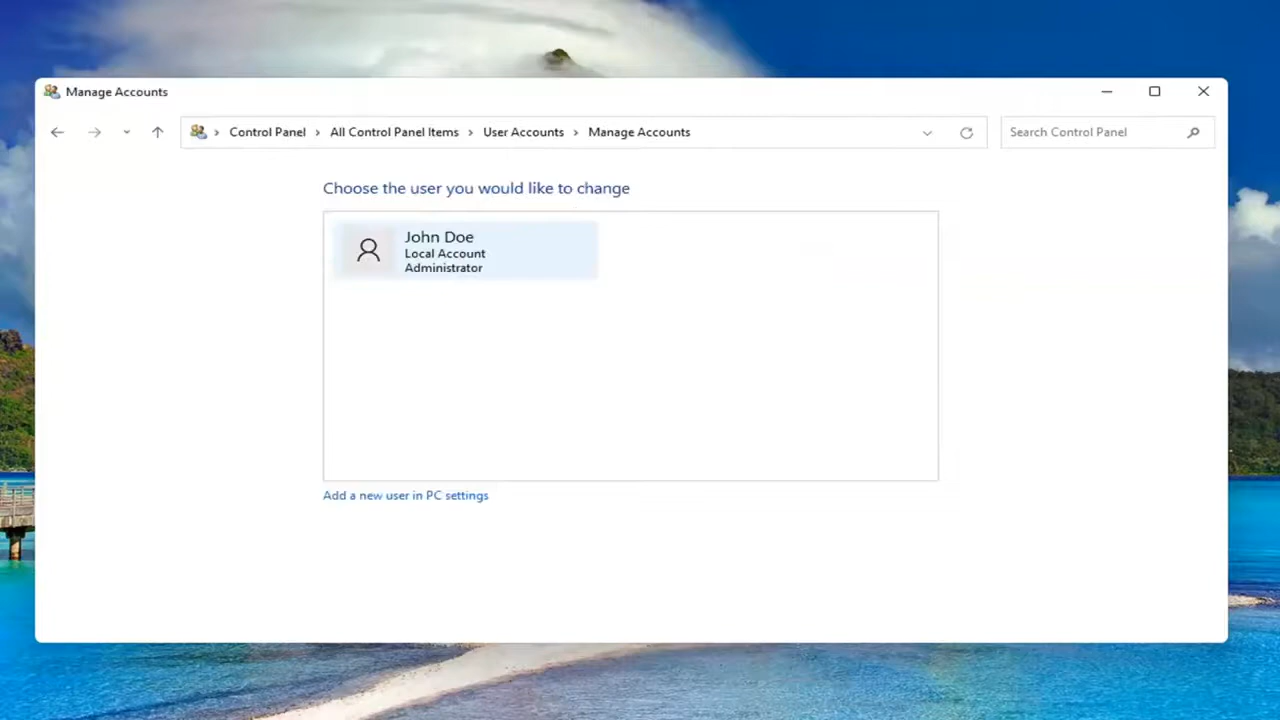 Manage Accounts
Control Panel > All Control Panel Items > User Accounts > Manage Accounts
Search Control Panel
Choose the user you would like to change
John Doe
Local Account
Administrator
Add a new user in PC settings